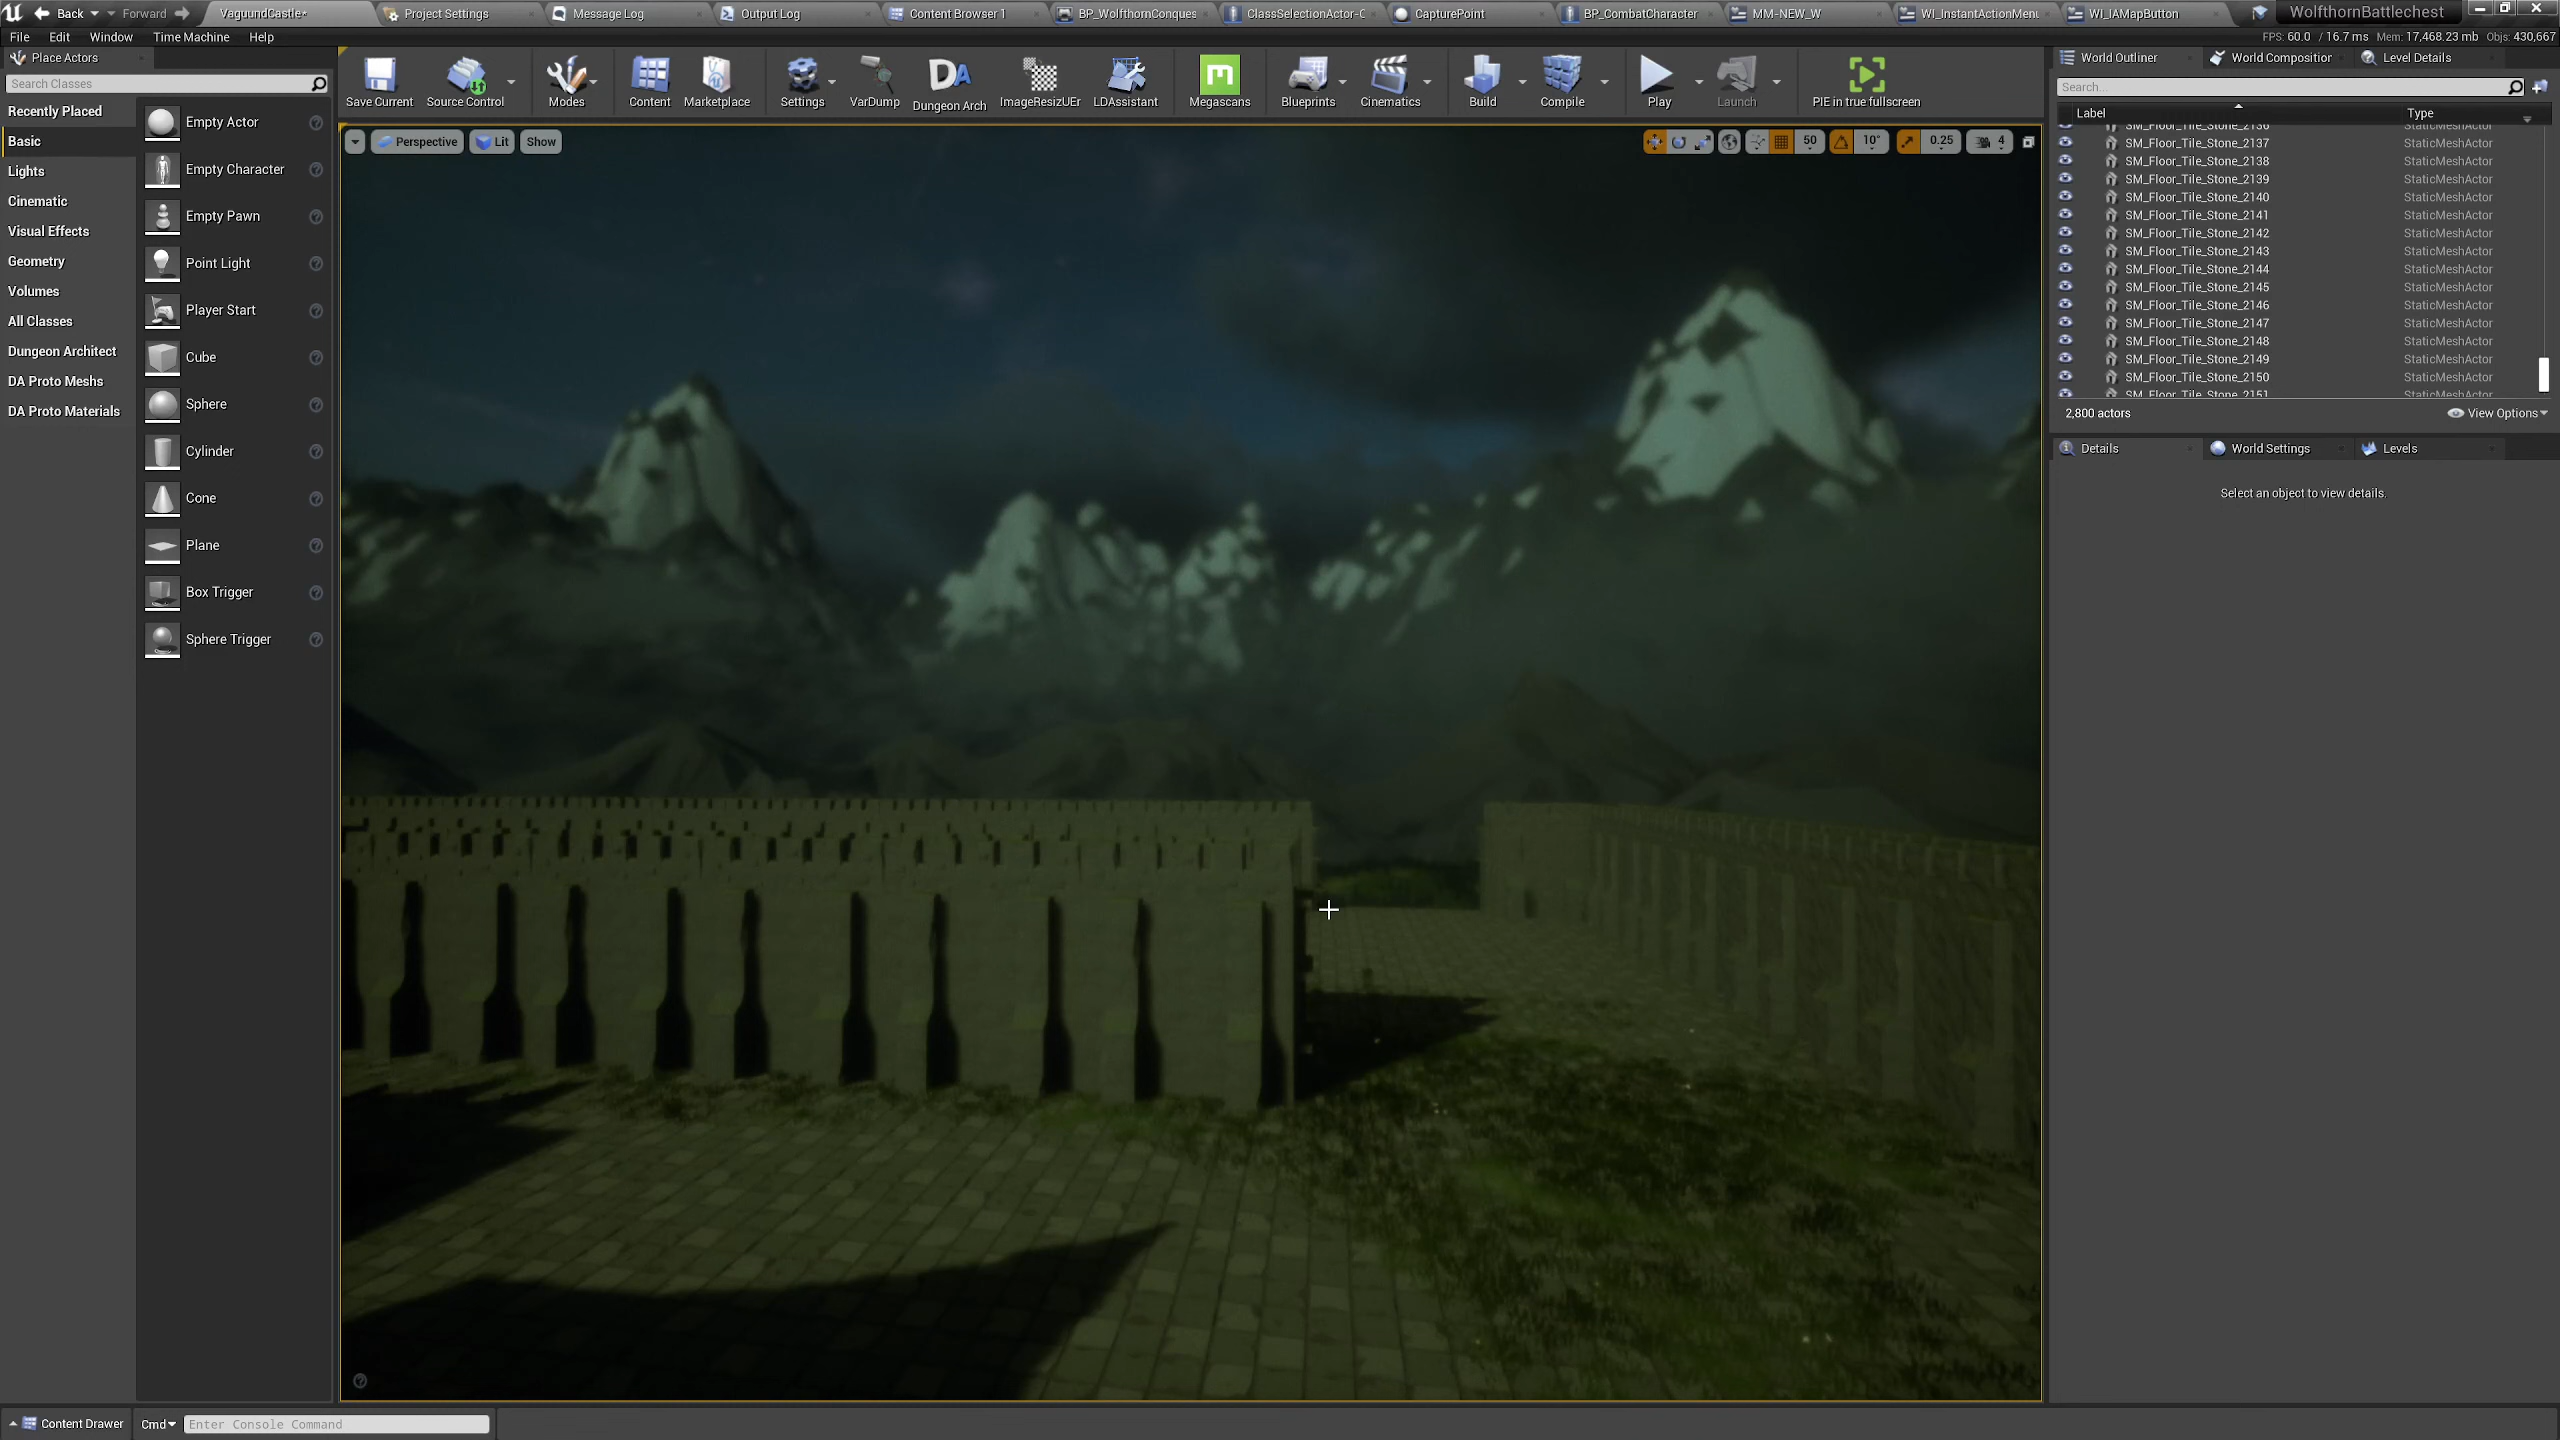 Back Forward VaguundCastle* Project Settings Message Log Output Log Content Browser 1 BP_WolfthornConques ClassSelectionActor-C CapturePoint BP_CombatCharacter MM-NEW_W WI_InstantActionMenu WI_IAMapButton WolfthornBattlechest
File Edit Window Time Machine Help FPS: 60.0 / 16.7 ms Mem: 17,468.23 mb Objs: 430,667
Place Actors
Search Classes
Recently Placed
Basic
Lights
Cinematic
Visual Effects
Geometry
Volumes
All Classes
Dungeon Architect
DA Proto Meshs
DA Proto Materials
Empty Actor
Empty Character
Empty Pawn
Point Light
Player Start
Cube
Sphere
Cylinder
Cone
Plane
Box Trigger
Sphere Trigger
Save Current Source Control Modes Content Marketplace Settings VarDump Dungeon Arch ImageResizUEr LDAssistant Megascans Blueprints Cinematics Build Compile Play Launch PIE in true fullscreen
Perspective Lit Show 50 10° 0.25 4
World Outliner World Composition Level Details
Search...
Label Type
SM_Floor_Tile_Stone_2136 StaticMeshActor
SM_Floor_Tile_Stone_2137 StaticMeshActor
SM_Floor_Tile_Stone_2138 StaticMeshActor
SM_Floor_Tile_Stone_2139 StaticMeshActor
SM_Floor_Tile_Stone_2140 StaticMeshActor
SM_Floor_Tile_Stone_2141 StaticMeshActor
SM_Floor_Tile_Stone_2142 StaticMeshActor
SM_Floor_Tile_Stone_2143 StaticMeshActor
SM_Floor_Tile_Stone_2144 StaticMeshActor
SM_Floor_Tile_Stone_2145 StaticMeshActor
SM_Floor_Tile_Stone_2146 StaticMeshActor
SM_Floor_Tile_Stone_2147 StaticMeshActor
SM_Floor_Tile_Stone_2148 StaticMeshActor
SM_Floor_Tile_Stone_2149 StaticMeshActor
SM_Floor_Tile_Stone_2150 StaticMeshActor
SM_Floor_Tile_Stone_2151 StaticMeshActor
2,800 actors View Options
Details World Settings Levels
Select an object to view details.
Content Drawer Cmd Enter Console Command